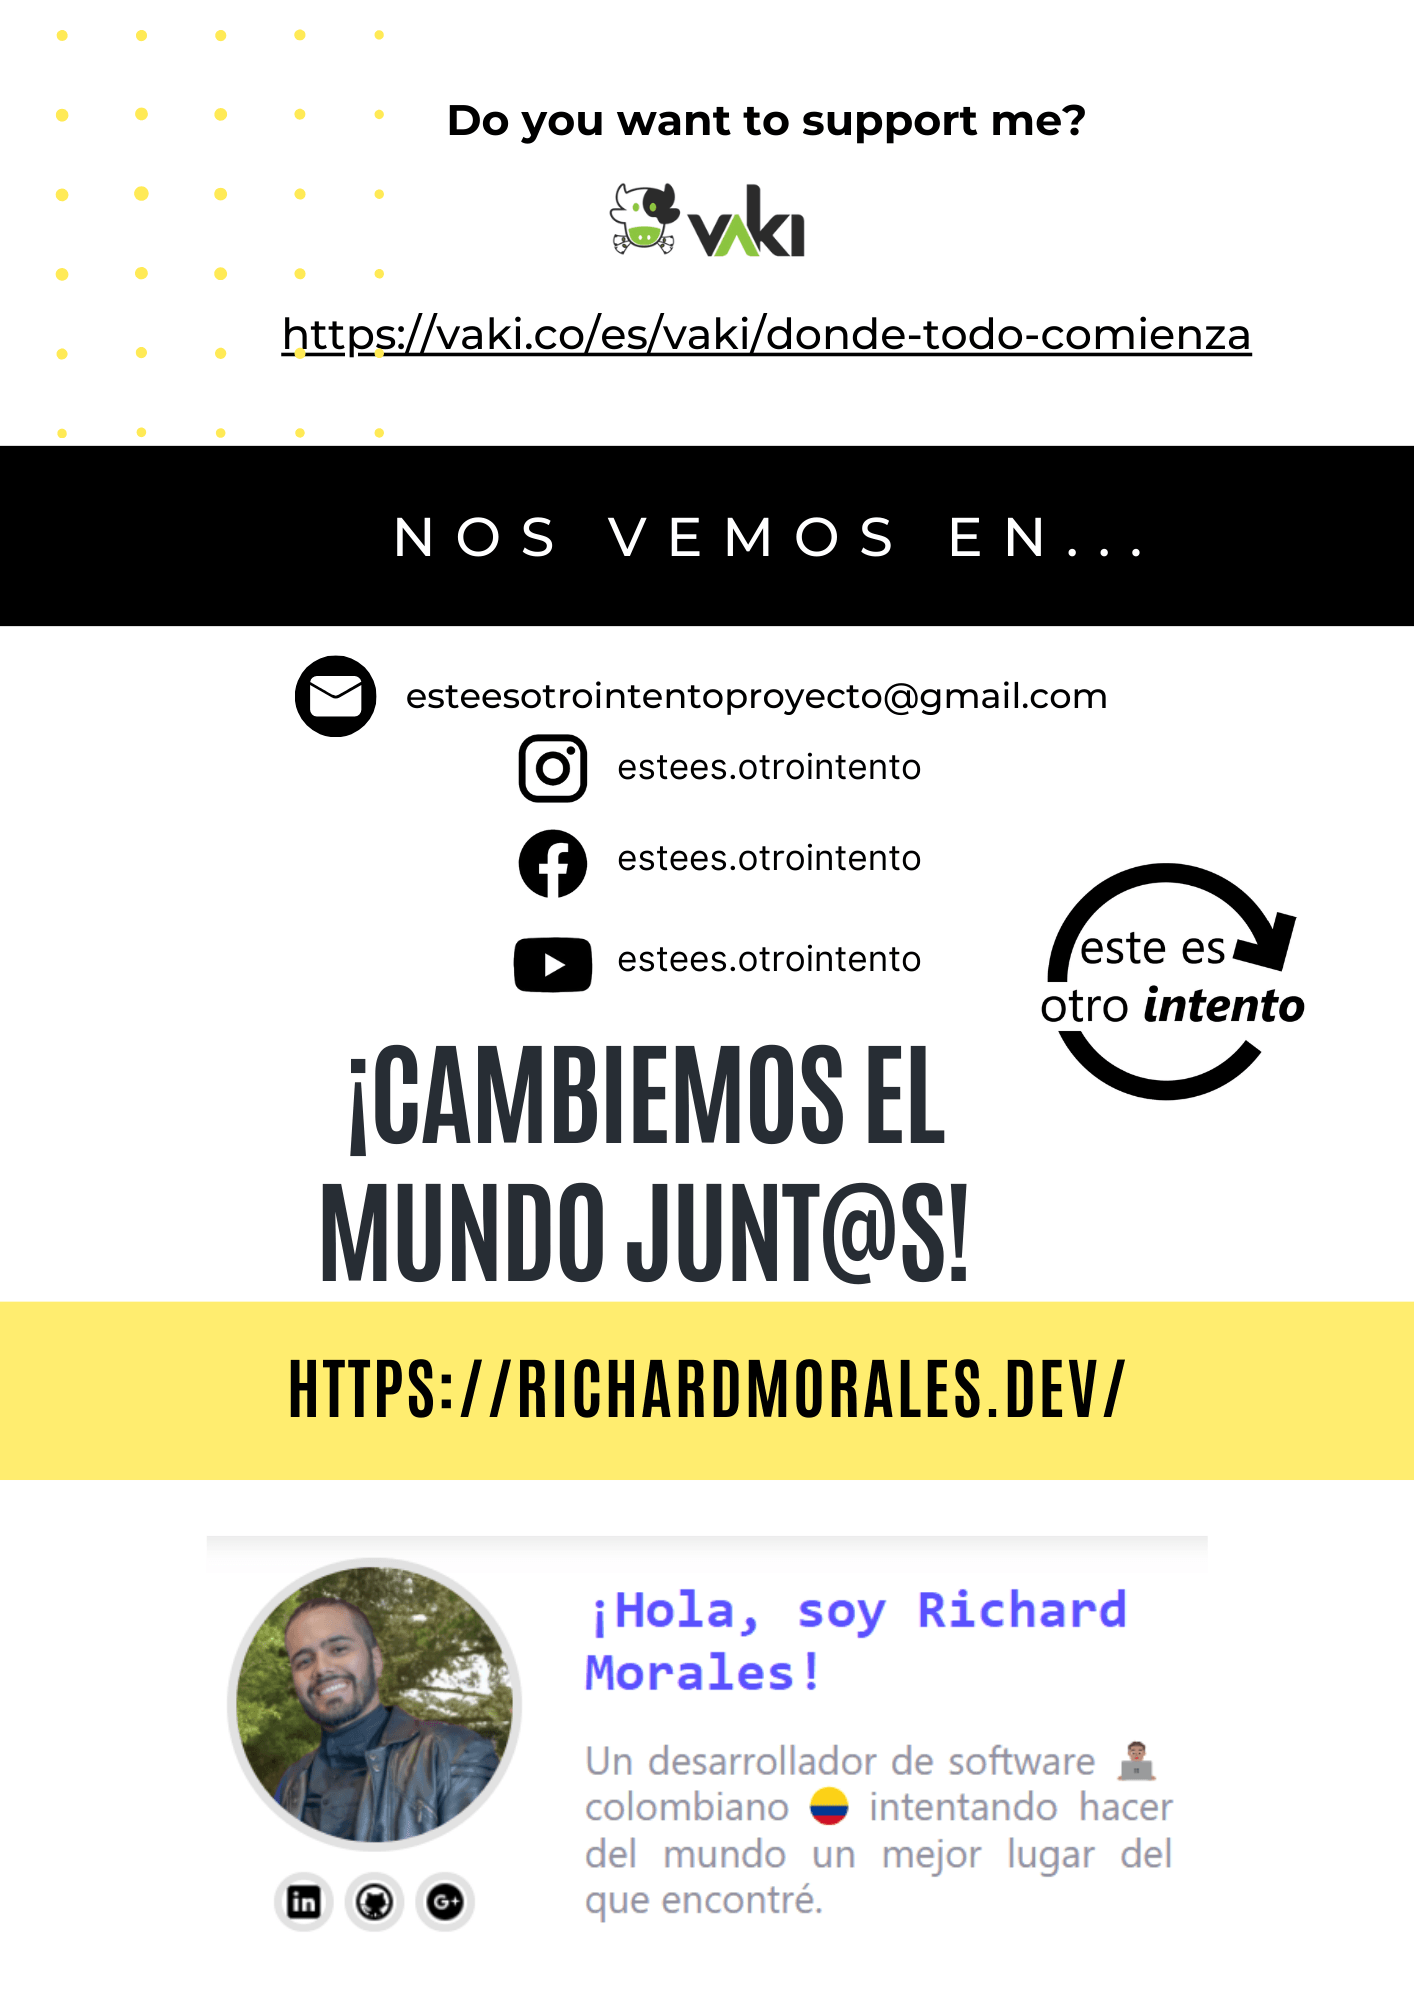 Do you want to support me?
VAKI
https://vaki.co/es/vaki/donde-todo-comienza
NOS VEMOS EN...
esteesotrointentoproyecto@gmail.com
estees.otrointento
estees.otrointento
estees.otrointento
este es
otro intento
¡CAMBIEMOS EL
MUNDO JUNT@S!
HTTPS://RICHARDMORALES.DEV/
¡Hola, soy Richard
Morales!
Un desarrollador de software
colombiano intentando hacer
del mundo un mejor lugar del
que encontré.
in
G+